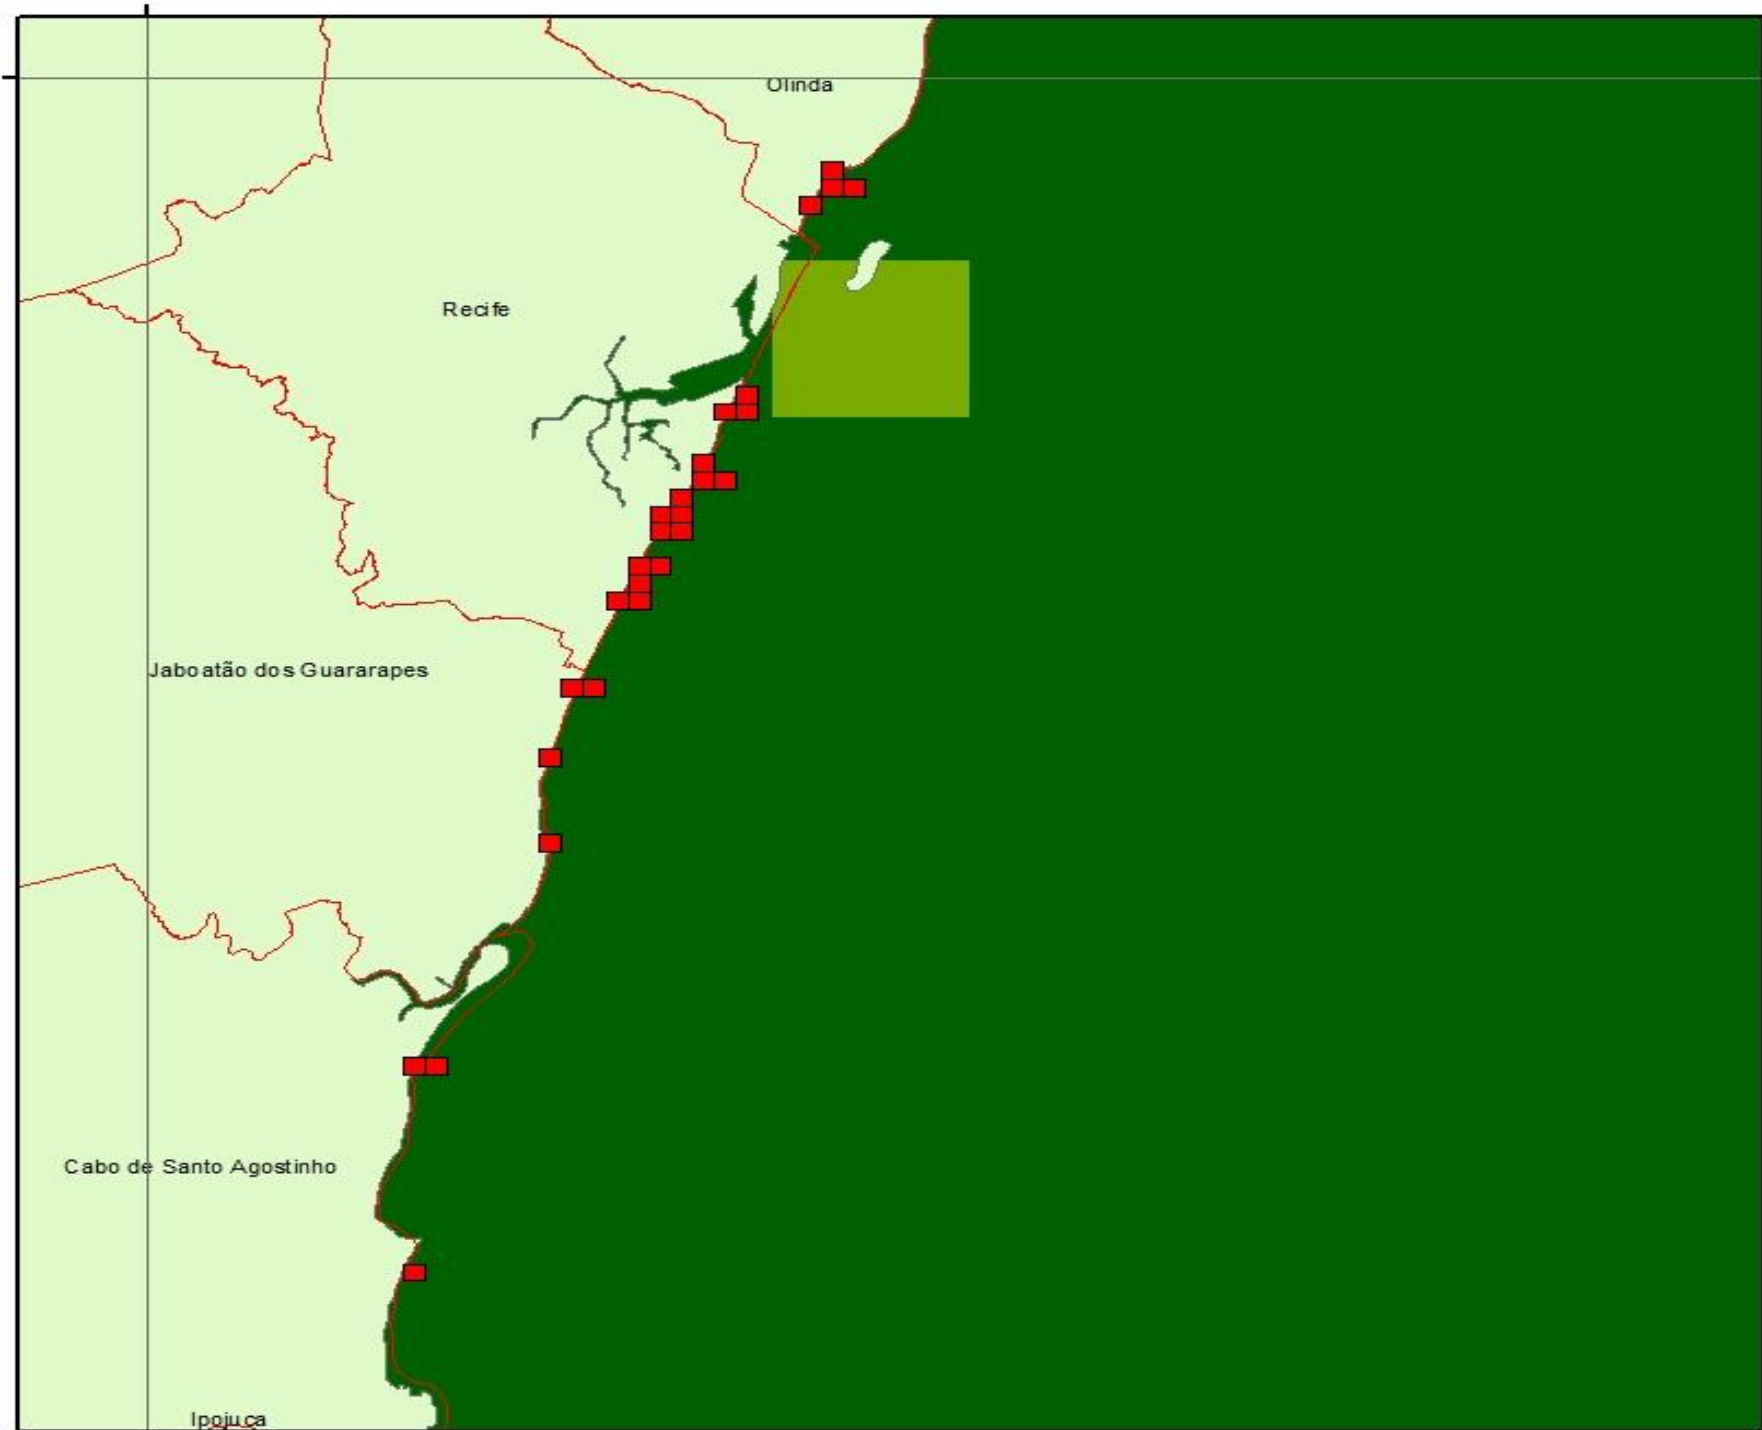 Olinda
Recife
Jaboatão dos Guararapes
Cabo de Santo Agostinho
Ipojuca